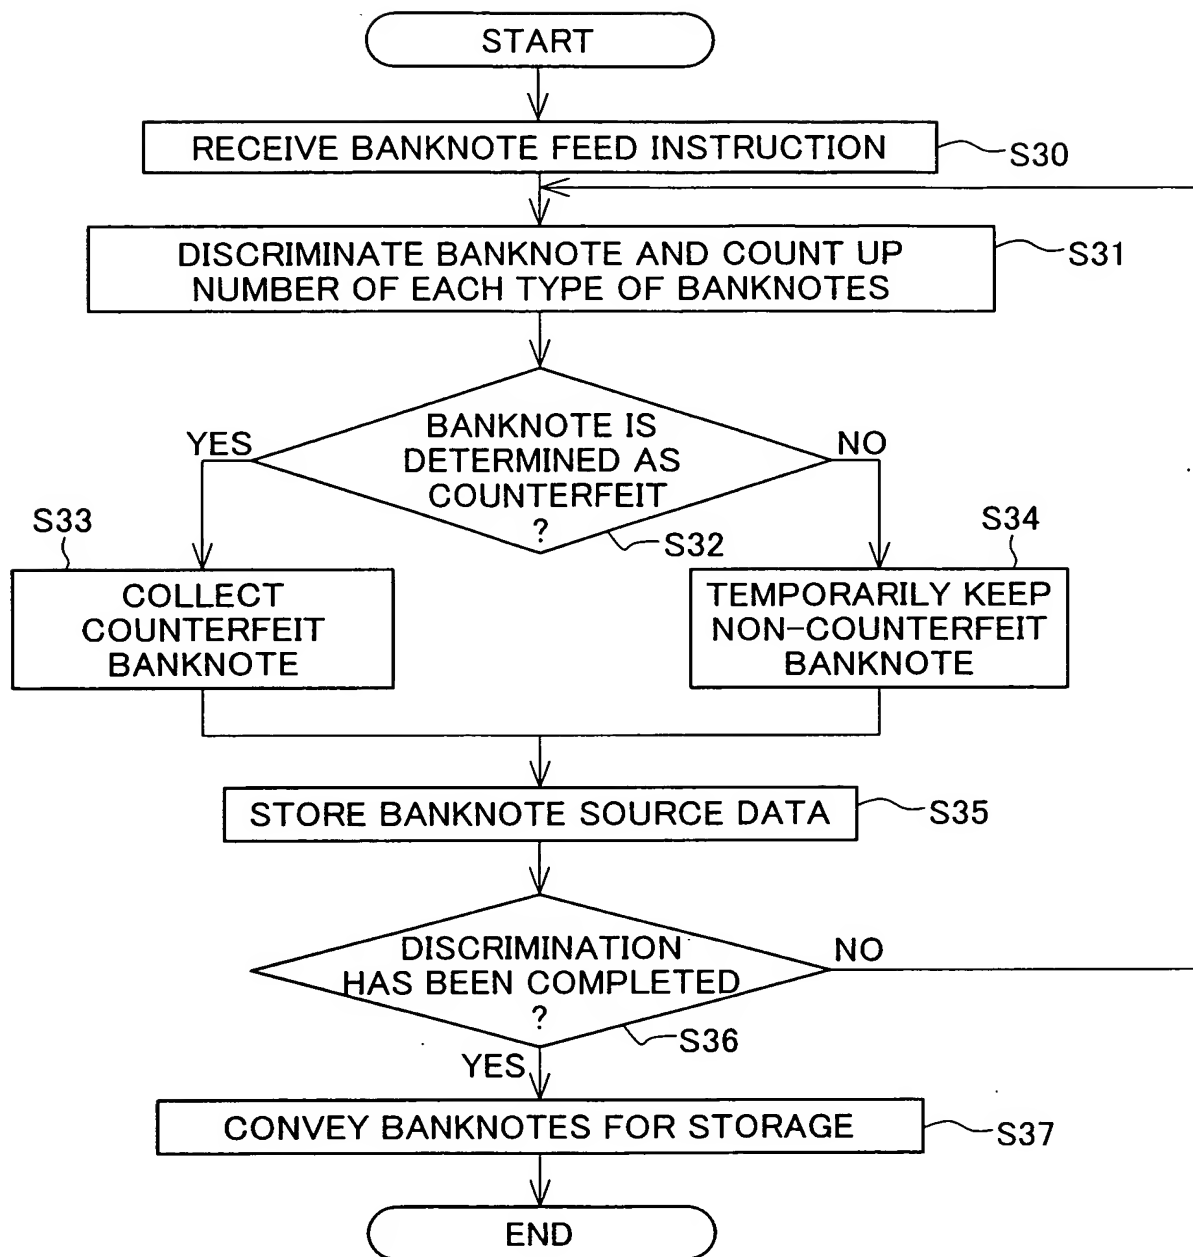 START
RECEIVE BANKNOTE FEED INSTRUCTION
S30
DISCRIMINATE BANKNOTE AND COUNT UP
NUMBER OF EACH TYPE OF BANKNOTES
S31
BANKNOTE IS
DETERMINED AS
COUNTERFEIT
?
S32
YES
NO
S33
COLLECT
COUNTERFEIT
BANKNOTE
S34
TEMPORARILY KEEP
NON-COUNTERFEIT
BANKNOTE
STORE BANKNOTE SOURCE DATA
S35
DISCRIMINATION
HAS BEEN COMPLETED
?
S36
NO
YES
CONVEY BANKNOTES FOR STORAGE
S37
END